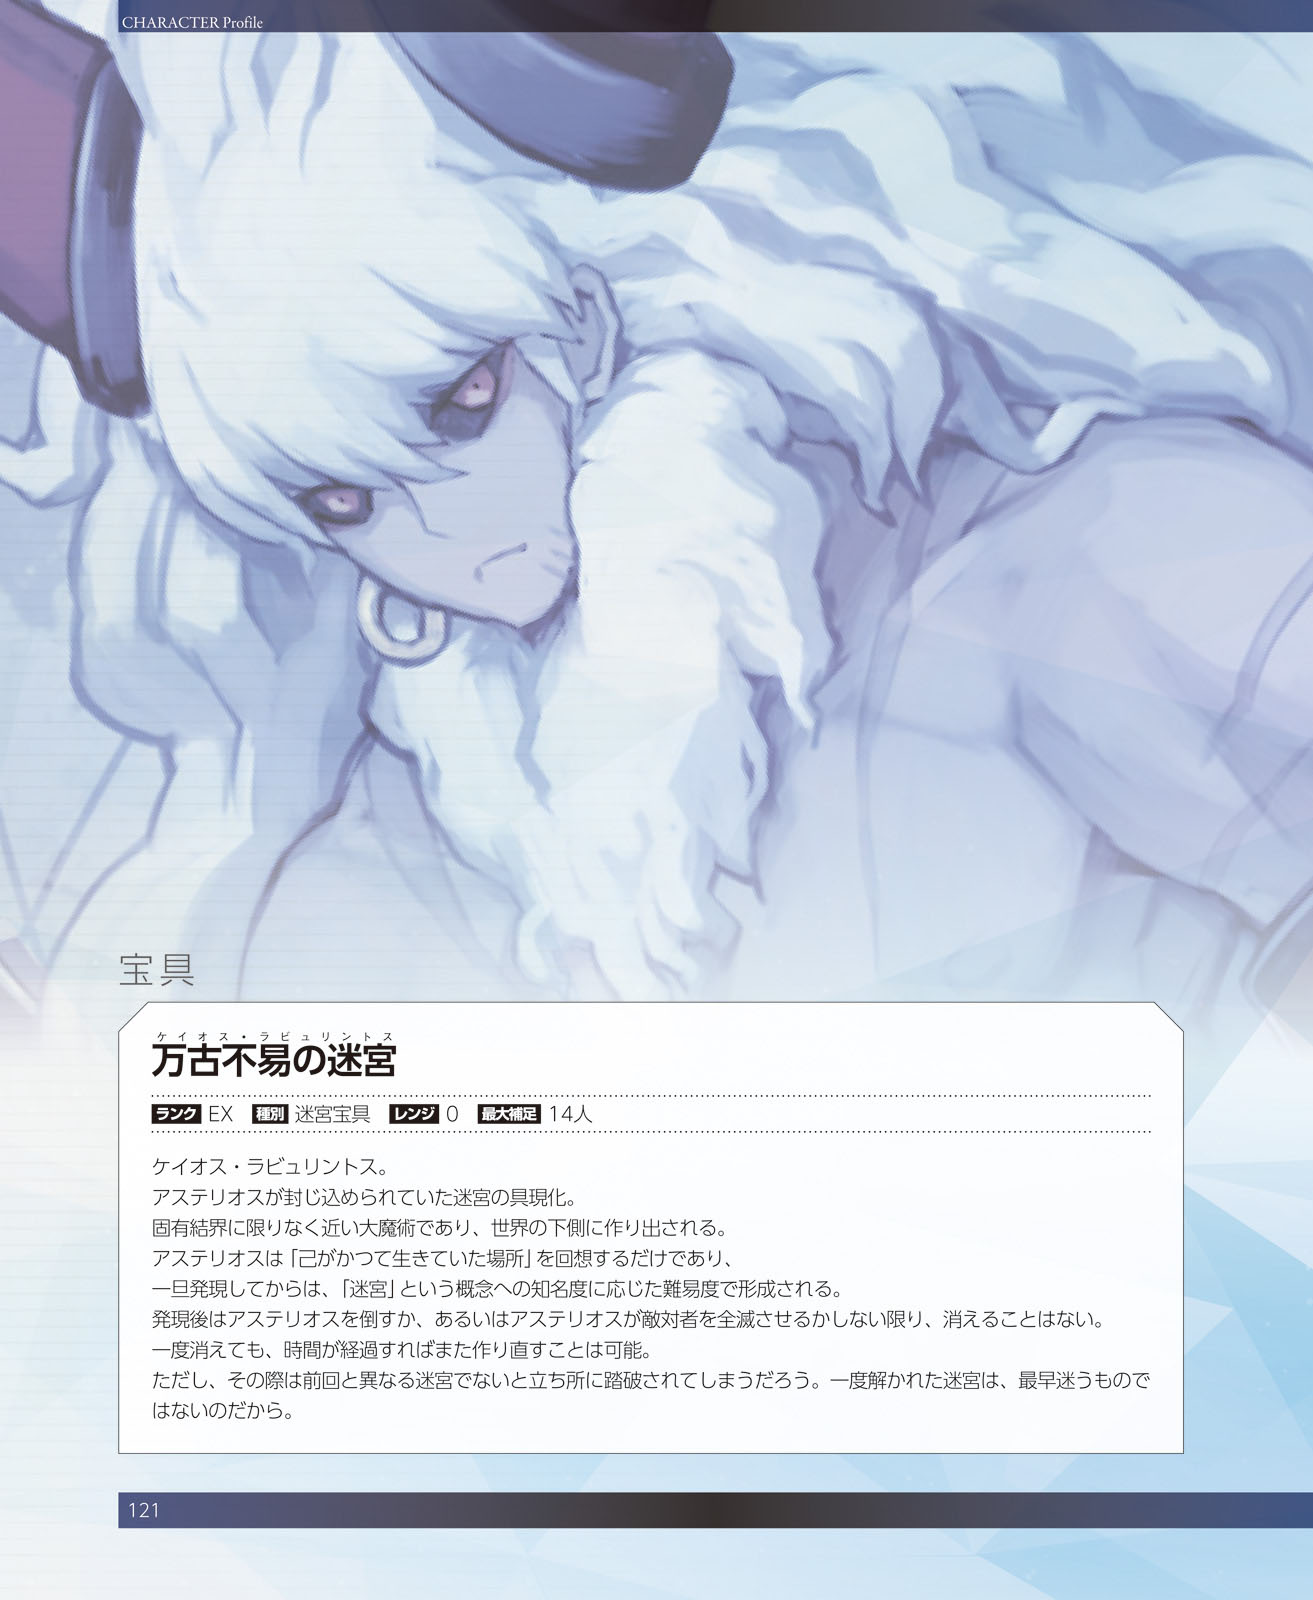 CHARACTER Profile
宝具
ケイオス・ラビュリントス
万古不易の迷宮
ランク EX 種別 迷宮宝具 レンジ 0 最大補足 14人
ケイオス・ラビュリントス。
アステリオスが封じ込められていた迷宮の具現化。
固有結界に限りなく近い大魔術であり、世界の下側に作り出される。
アステリオスは「己がかつて生きていた場所」を回想するだけであり、
一旦発現してからは、「迷宮」という概念への知名度に応じた難易度で形成される。
発現後はアステリオスを倒すか、あるいはアステリオスが敵対者を全滅させるかしない限り、消えることはない。
一度消えても、時間が経過すればまた作り直すことは可能。
ただし、その際は前回と異なる迷宮でないと立ち所に踏破されてしまうだろう。一度解かれた迷宮は、最早迷うもので
はないのだから。
121